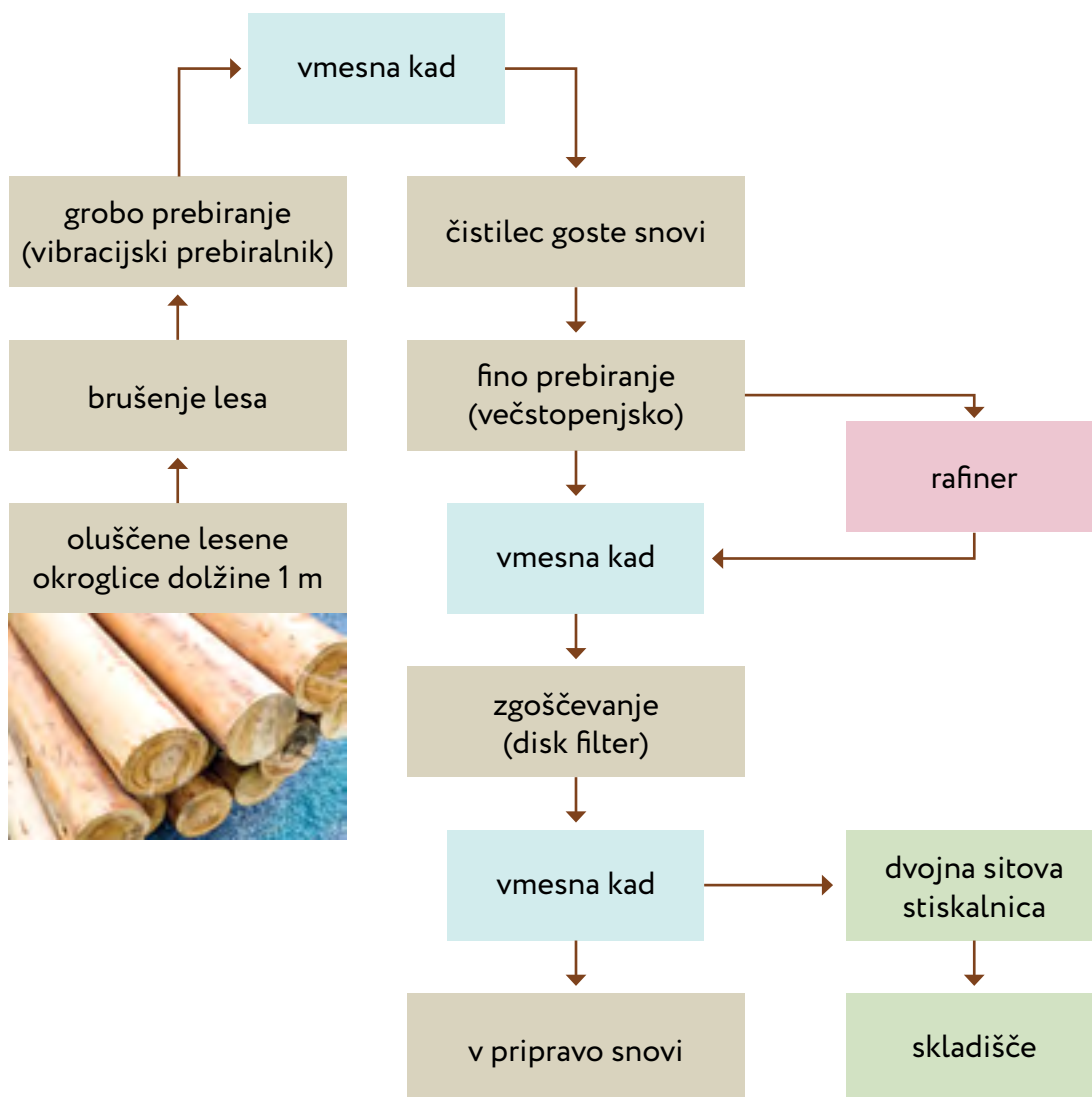 vmesna kad
grobo prebiranje
(vibracijski prebiralnik)
čistilec goste snovi
brušenje lesa
fino prebiranje
(večstopenjsko)
rafiner
oluščene lesene
okroglice dolžine 1 m
vmesna kad
zgoščevanje
(disk filter)
vmesna kad
dvojna sitova
stiskalnica
v pripravo snovi
skladišče